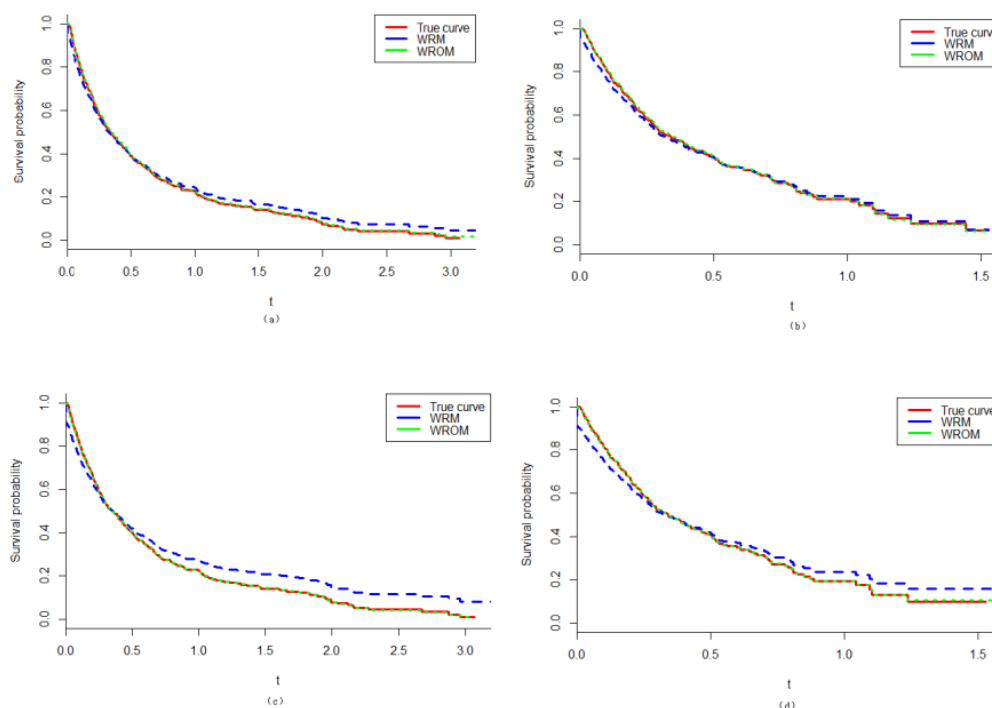 True curve
WRM
WROM
Survival probability
0.0 0.2 0.4 0.6 0.8 1.0
0.0 0.5 1.0 1.5 2.0 2.5 3.0
t
(a)
True curve
WRM
WROM
Survival probability
0.0 0.2 0.4 0.6 0.8 1.0
0.0 0.5 1.0 1.5
t
(b)
True curve
WRM
WROM
Survival probability
0.0 0.2 0.4 0.6 0.8 1.0
0.0 0.5 1.0 1.5 2.0 2.5 3.0
t
(c)
True curve
WRM
WROM
Survival probability
0.0 0.2 0.4 0.6 0.8 1.0
0.0 0.5 1.0 1.5
t
(d)